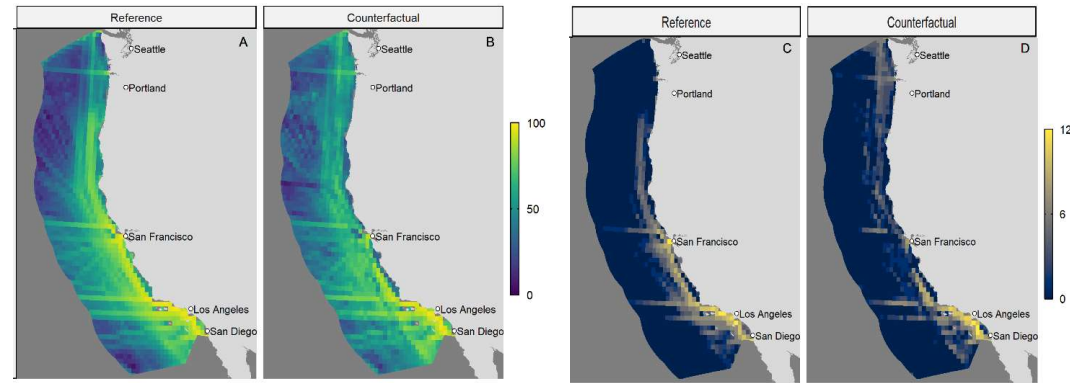 Reference
Counterfactual
A
Seattle
Portland
San Francisco
Los Angeles
San Diego
B
Seattle
Portland
San Francisco
Los Angeles
San Diego
100
50
0
Reference
Counterfactual
C
Seattle
Portland
San Francisco
Los Angeles
San Diego
D
Seattle
Portland
San Francisco
Los Angeles
San Diego
12
6
0